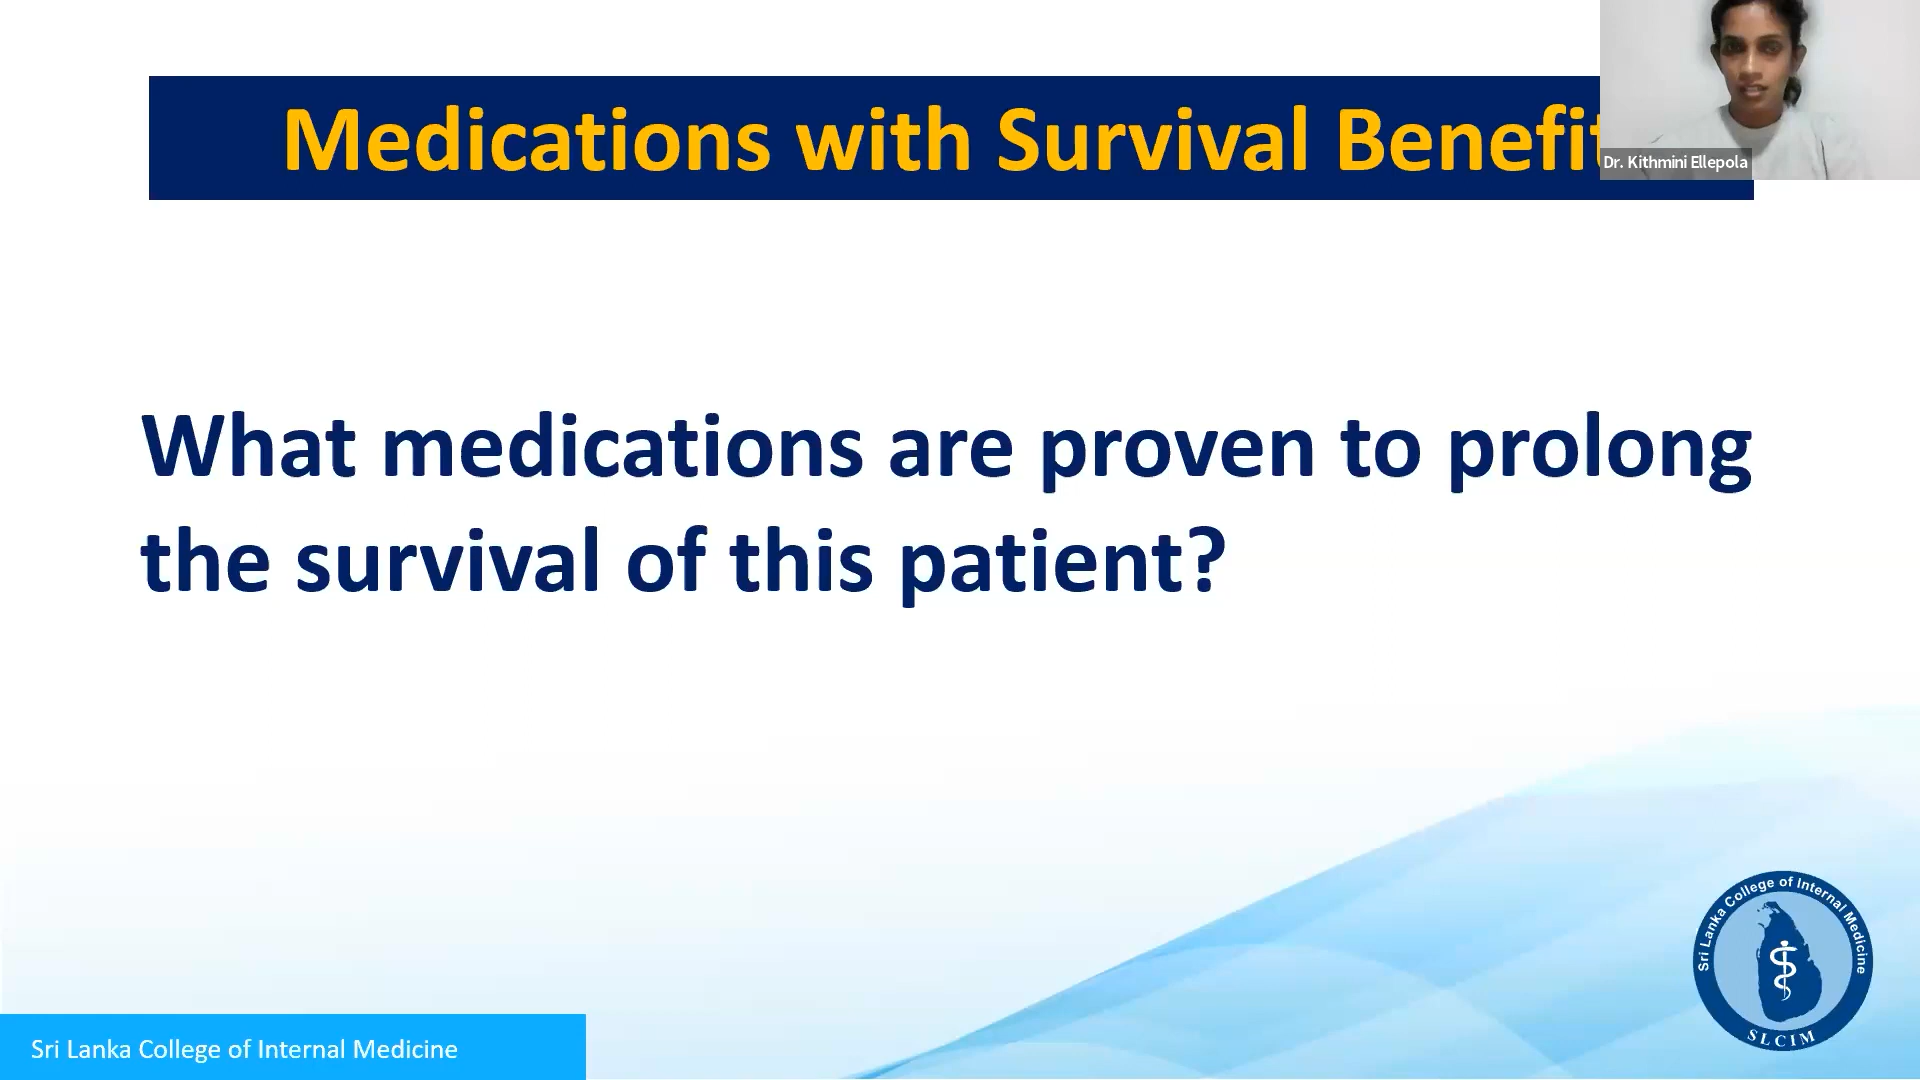 Medications with Survival Benefit
Dr. Kithmini Ellepola
What medications are proven to prolong
the survival of this patient?
Sri Lanka College of Internal Medicine
SLCIM
Sri Lanka College of Internal Medicine